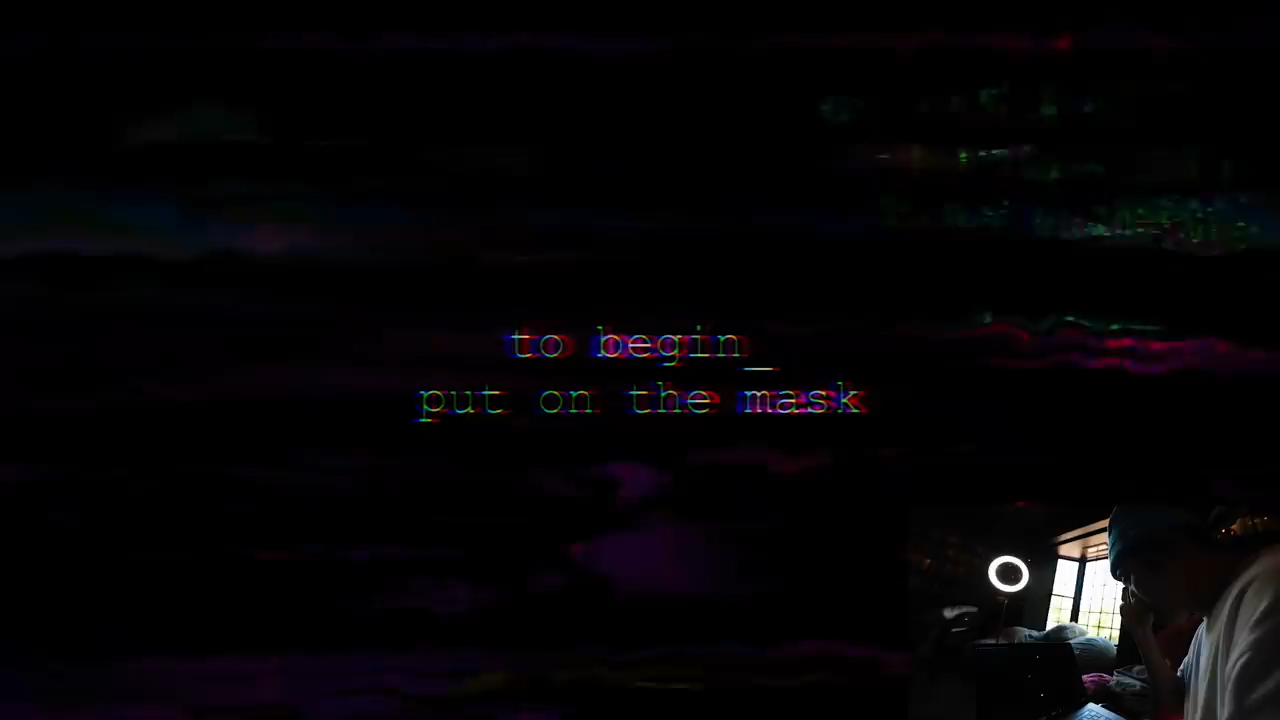 to begin_
put on the mask